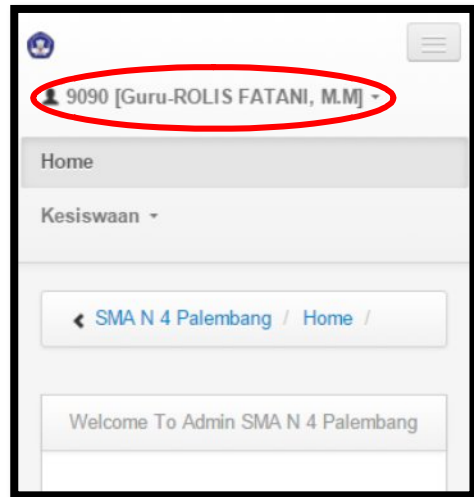 9090 [Guru-ROLIS FATANI, M.M]
Home
Kesiswaan
SMA N 4 Palembang / Home /
Welcome To Admin SMA N 4 Palembang